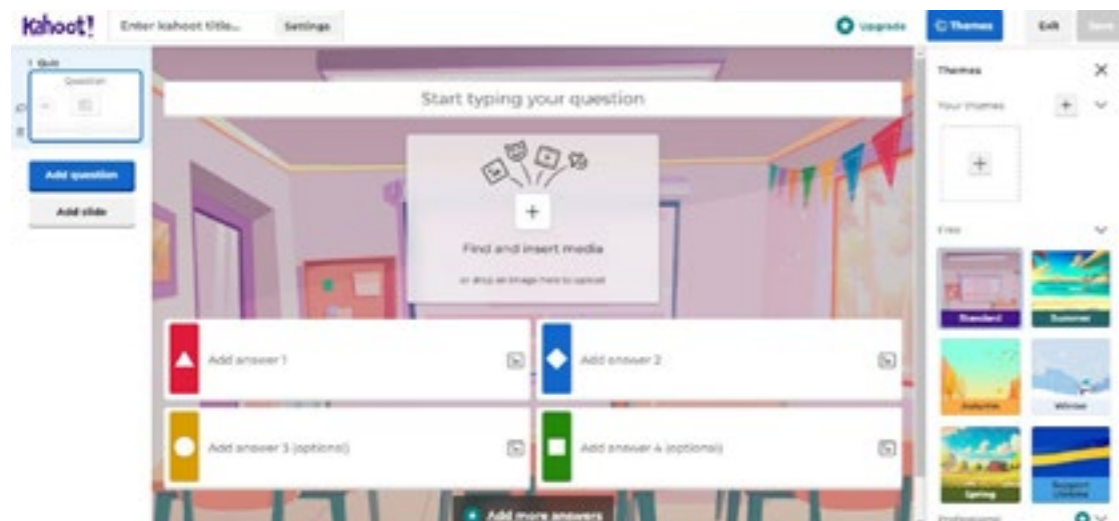 Kahoot!
Enter kahoot title...
Settings
Upgrade
Themes
Exit
Save
1 Quiz
Question
Add question
Add slide
Start typing your question
Find and insert media
or drop an image here to upload
Add answer 1
Add answer 2
Add answer 3 (optional)
Add answer 4 (optional)
Add more answers
Themes
Your themes
Free
Standard
Summer
Autumn
Winter
Spring
Support
Ukraine
Professional